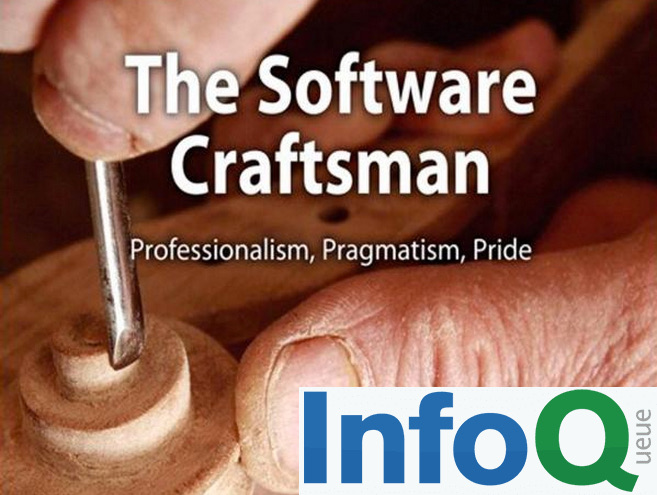 The Software
Craftsman
Professionalism, Pragmatism, Pride
InfoQ
ueue